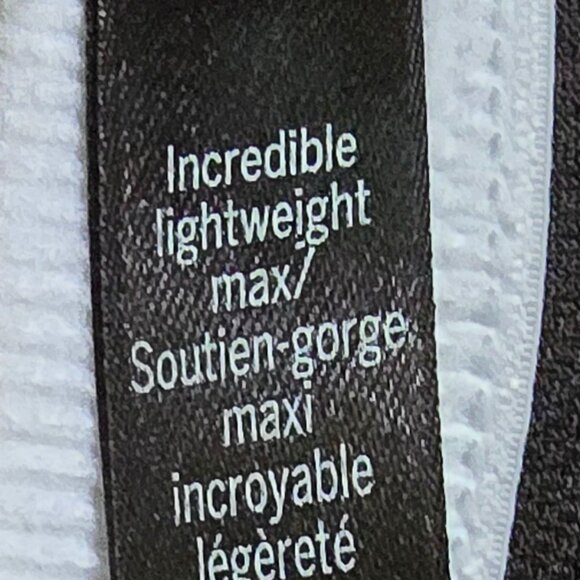 Incredible
lightweight
max/
Soutien-gorge
maxi
incroyable
légèreté